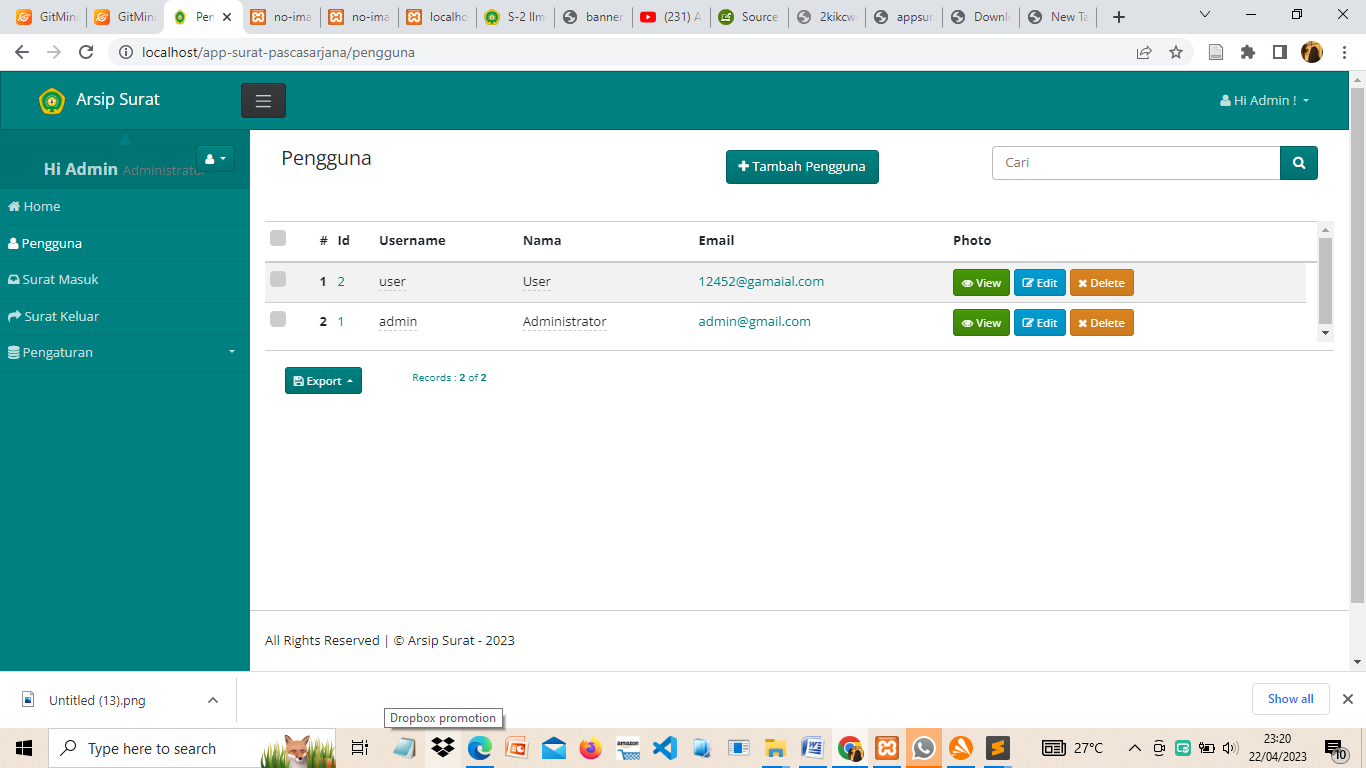 GitMin
GitMin
Pen
no-ima
no-ima
localho
S-2 Ilm
banner
(231) A
Source
2kikcw
appsur
Downl
New Ta
localhost/app-surat-pascasarjana/pengguna
Arsip Surat
Hi Admin !
Hi Admin Administrator
Home
Pengguna
Surat Masuk
Surat Keluar
Pengaturan
Pengguna
Tambah Pengguna
Cari
# Id Username Nama Email Photo
1 2 user User 12452@gamaial.com View Edit Delete
2 1 admin Administrator admin@gmail.com View Edit Delete
Export
Records : 2 of 2
All Rights Reserved | © Arsip Surat - 2023
Untitled (13).png
Show all
Dropbox promotion
Type here to search
amazon
27°C
23:20
22/04/2023
10